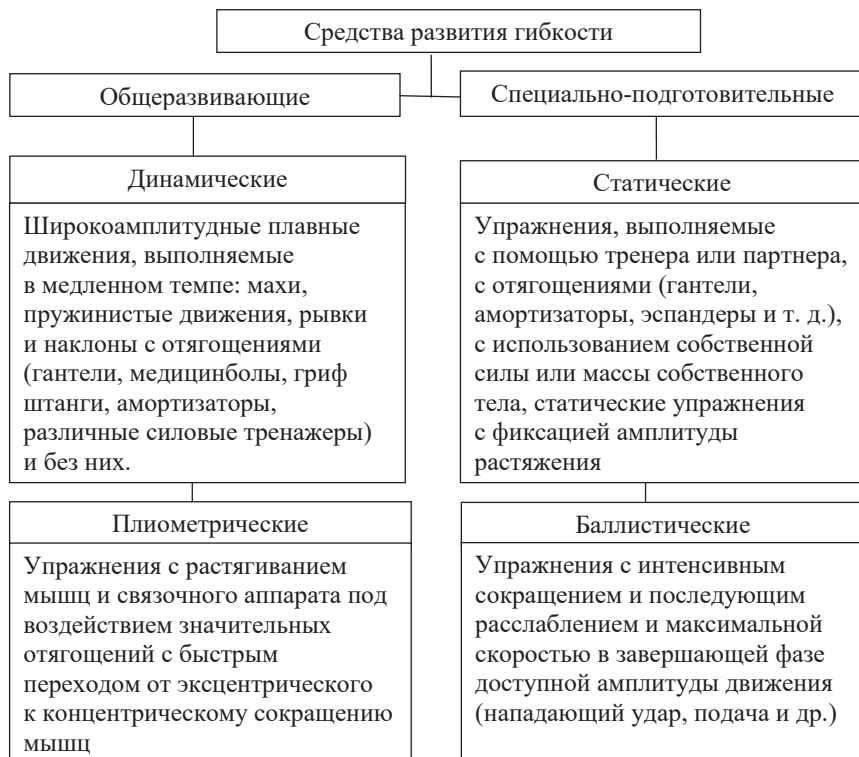 Средства развития гибкости
Общеразвивающие
Специально-подготовительные
Динамические
Широкоамплитудные плавные
движения, выполняемые
в медленном темпе: махи,
пружинистые движения, рывки
и наклоны с отягощениями
(гантели, медицинболы, гриф
штанги, амортизаторы,
различные силовые тренажеры)
и без них.
Статические
Упражнения, выполняемые
с помощью тренера или партнера,
с отягощениями (гантели,
амортизаторы, эспандеры и т. д.),
с использованием собственной
силы или массы собственного
тела, статические упражнения
с фиксацией амплитуды
растяжения
Плиометрические
Упражнения с растягиванием
мышц и связочного аппарата под
воздействием значительных
отягощений с быстрым
переходом от эксцентрического
к концентрическому сокращению
мышц
Баллистические
Упражнения с интенсивным
сокращением и последующим
расслаблением и максимальной
скоростью в завершающей фазе
доступной амплитуды движения
(нападающий удар, подача и др.)